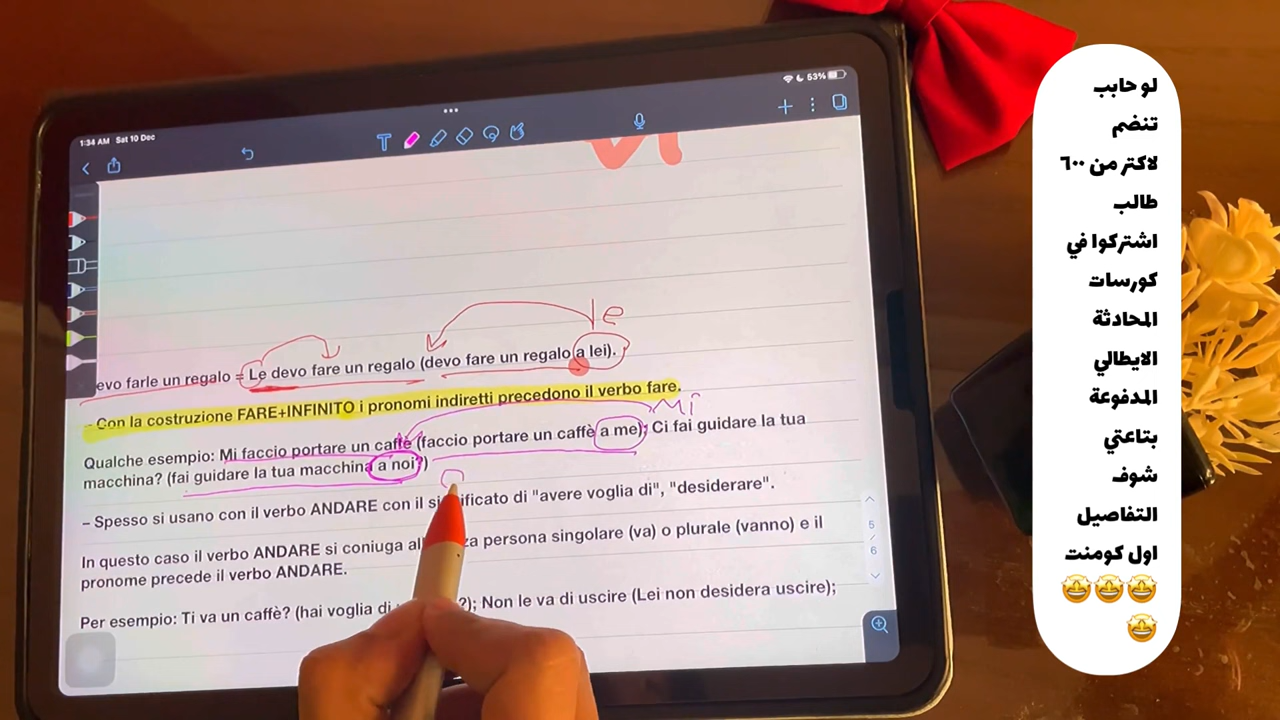 1:34 AM Sat 10 Dec
53%
T
le
evo farle un regalo = Le devo fare un regalo (devo fare un regalo a lei).
– Con la costruzione FARE+INFINITO i pronomi indiretti precedono il verbo fare.
Mi
Qualche esempio: Mi faccio portare un caffè (faccio portare un caffè a me); Ci fai guidare la tua
macchina? (fai guidare la tua macchina a noi?)
– Spesso si usano con il verbo ANDARE con il significato di "avere voglia di", "desiderare".
In questo caso il verbo ANDARE si coniuga al za persona singolare (va) o plurale (vanno) e il
pronome precede il verbo ANDARE.
Per esempio: Ti va un caffè? (hai voglia di ?); Non le va di uscire (Lei non desidera uscire);
5
/
6
لو حابب
تنضم
لاكتر من ٦٠٠
طالب
اشتركوا في
كورسات
المحادثة
الايطالي
المدفوعة
بتاعتي
شوف
التفاصيل
اول كومنت
🤩🤩🤩
🤩